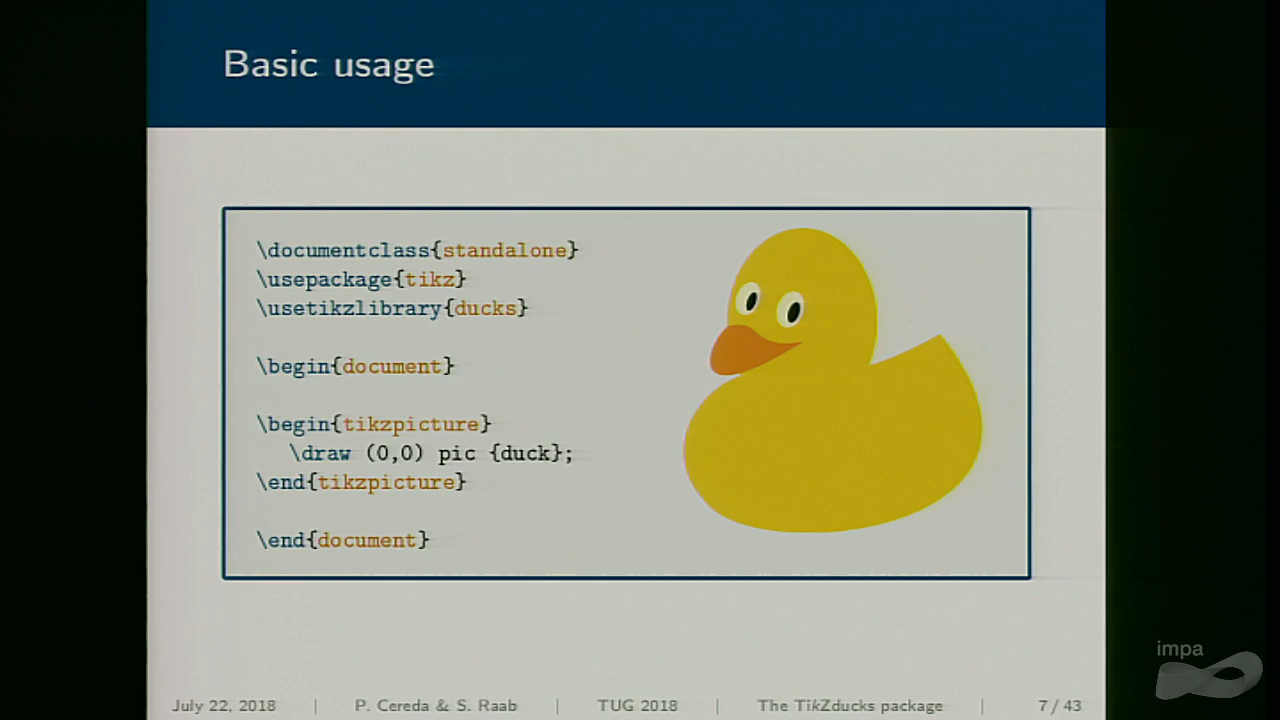 Basic usage
\documentclass{standalone}
\usepackage{tikz}
\usetikzlibrary{ducks}
\begin{document}
\begin{tikzpicture}
\draw (0,0) pic {duck};
\end{tikzpicture}
\end{document}
impa
July 22, 2018 | P. Cereda & S. Raab | TUG 2018 | The TikZducks package | 7 / 43